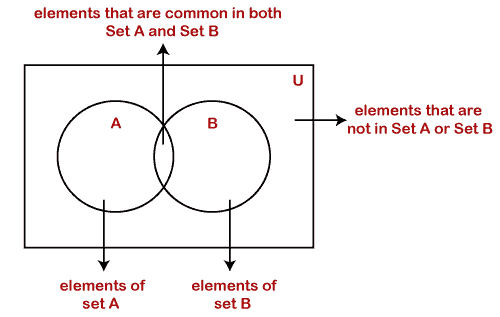 elements that are common in both
Set A and Set B
U
A
B
elements that are
not in Set A or Set B
elements of
set A
elements of
set B